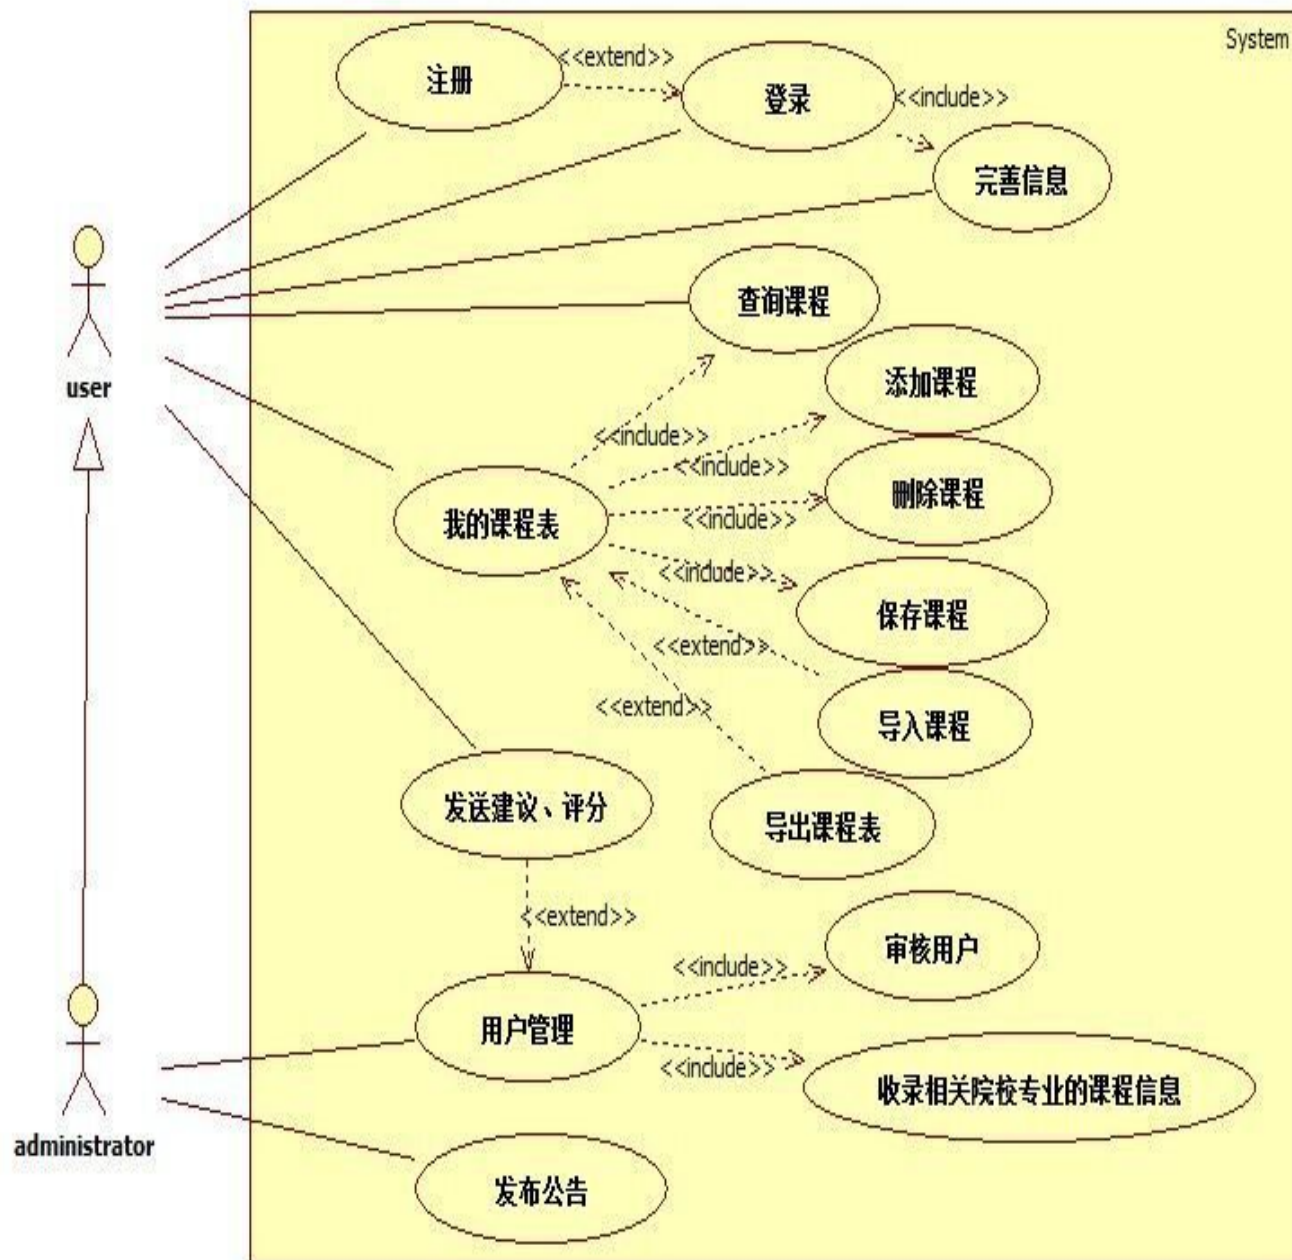 System
注册
<<extend>>
登录
<<include>>
完善信息
user
查询课程
添加课程
<<include>>
<<include>>
删除课程
<<include>>
我的课程表
<<include>>
保存课程
<<extend>>
导入课程
<<extend>>
导出课程表
发送建议、评分
<<extend>>
审核用户
<<include>>
用户管理
<<include>>
收录相关院校专业的课程信息
administrator
发布公告